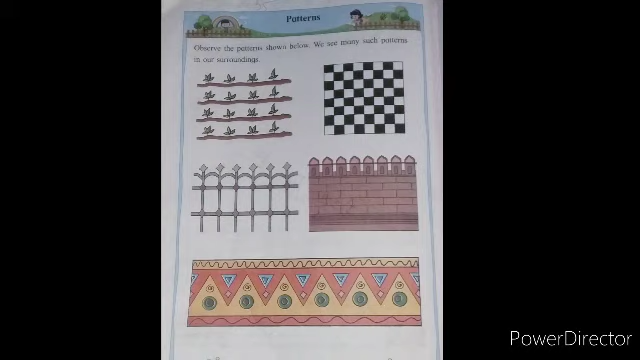 Patterns
Observe the patterns shown below. We see many such patterns
in our surroundings.
PowerDirector